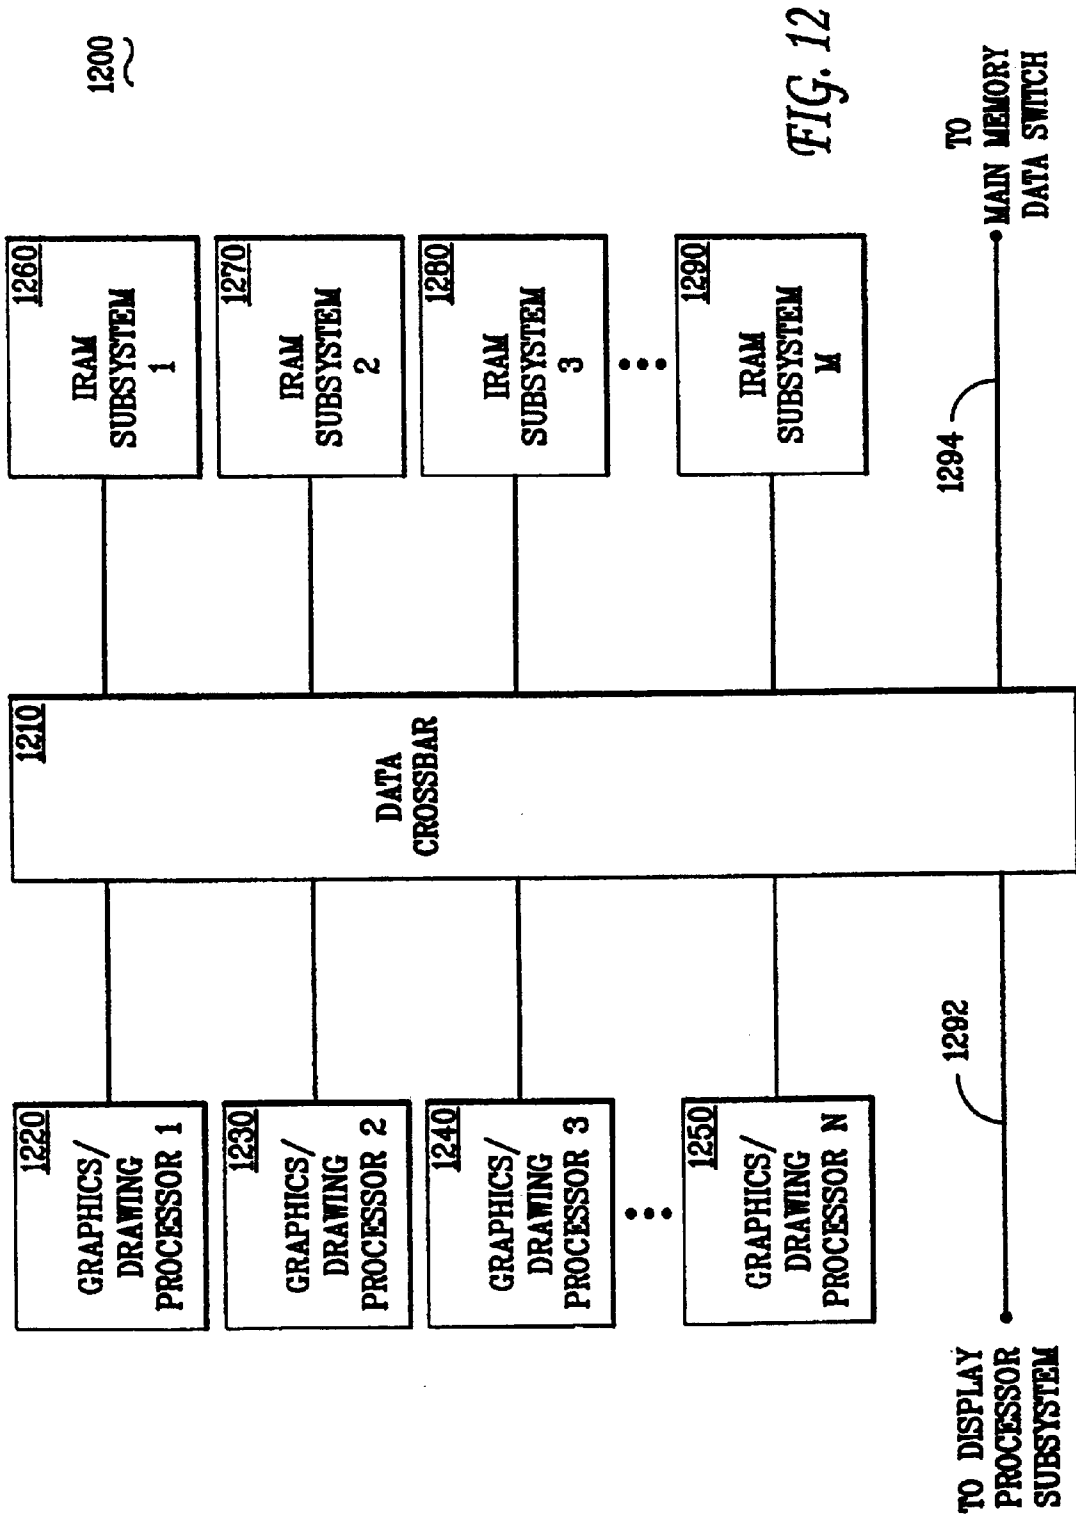 1200
1220
GRAPHICS/
DRAWING
PROCESSOR 1
1230
GRAPHICS/
DRAWING
PROCESSOR 2
1240
GRAPHICS/
DRAWING
PROCESSOR 3
1250
GRAPHICS/
DRAWING
PROCESSOR N
1210
DATA
CROSSBAR
1260
IRAM
SUBSYSTEM
1
1270
IRAM
SUBSYSTEM
2
1280
IRAM
SUBSYSTEM
3
1290
IRAM
SUBSYSTEM
M
TO DISPLAY
PROCESSOR
SUBSYSTEM
1292
1294
TO
MAIN MEMORY
DATA SWITCH
FIG. 12